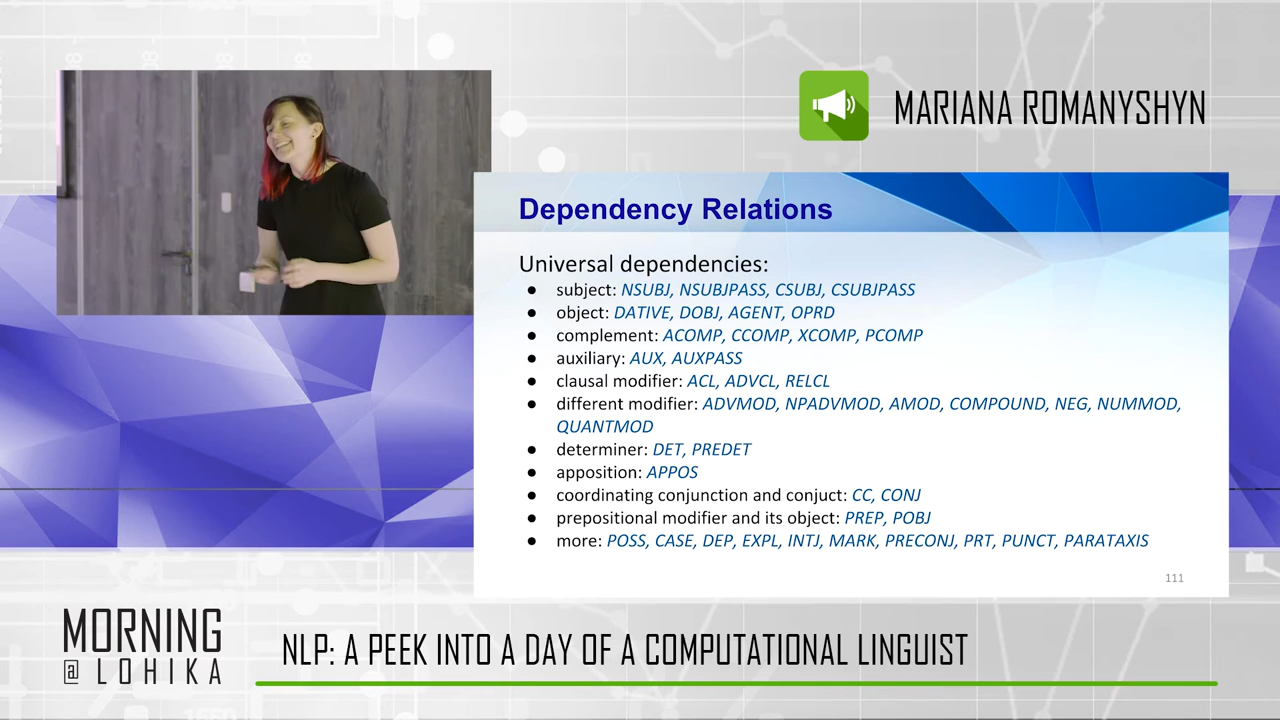 MARIANA ROMANYSHYN
Dependency Relations
Universal dependencies:
● subject: NSUBJ, NSUBJPASS, CSUBJ, CSUBJPASS
● object: DATIVE, DOBJ, AGENT, OPRD
● complement: ACOMP, CCOMP, XCOMP, PCOMP
● auxiliary: AUX, AUXPASS
● clausal modifier: ACL, ADVCL, RELCL
● different modifier: ADVMOD, NPADVMOD, AMOD, COMPOUND, NEG, NUMMOD,
QUANTMOD
● determiner: DET, PREDET
● apposition: APPOS
● coordinating conjunction and conjuct: CC, CONJ
● prepositional modifier and its object: PREP, POBJ
● more: POSS, CASE, DEP, EXPL, INTJ, MARK, PRECONJ, PRT, PUNCT, PARATAXIS
111
MORNING
@ LOHIKA
NLP: A PEEK INTO A DAY OF A COMPUTATIONAL LINGUIST